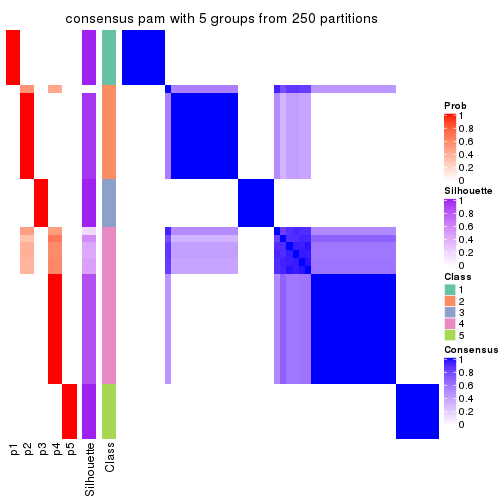 consensus pam with 5 groups from 250 partitions
Prob
1
0.8
0.6
0.4
0.2
0
Silhouette
1
0.8
0.6
0.4
0.2
0
Class
1
2
3
4
5
Consensus
1
0.8
0.6
0.4
0.2
0
p1
p2
p3
p4
p5
Silhouette
Class